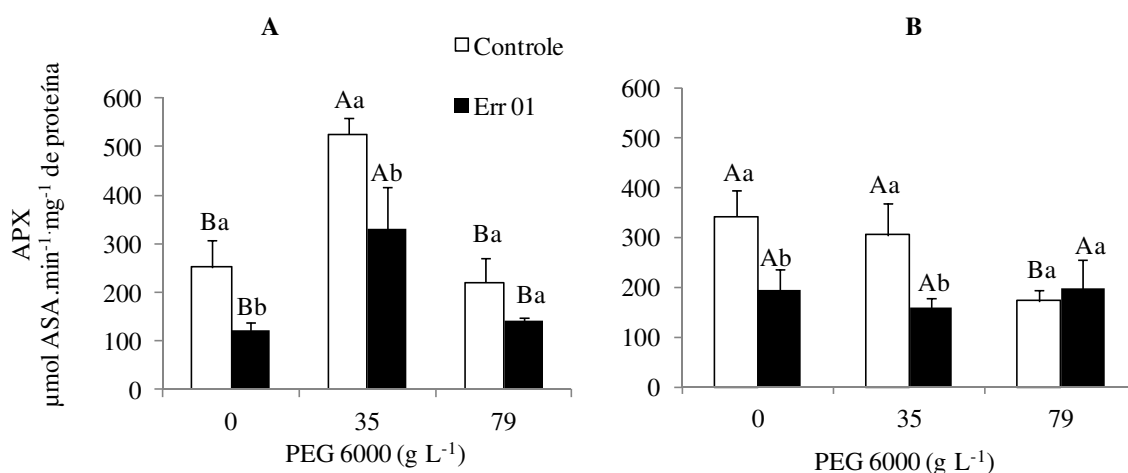 A
B
Controle
Err 01
APX
µmol ASA.min⁻¹·mg⁻¹ de proteína
600
500
400
300
200
100
0
Ba
Bb
Aa
Ab
Ba
Ba
0
35
79
PEG 6000 (g L⁻¹)
600
500
400
300
200
100
0
Aa
Ab
Aa
Ab
Ba
Aa
0
35
79
PEG 6000 (g L⁻¹)